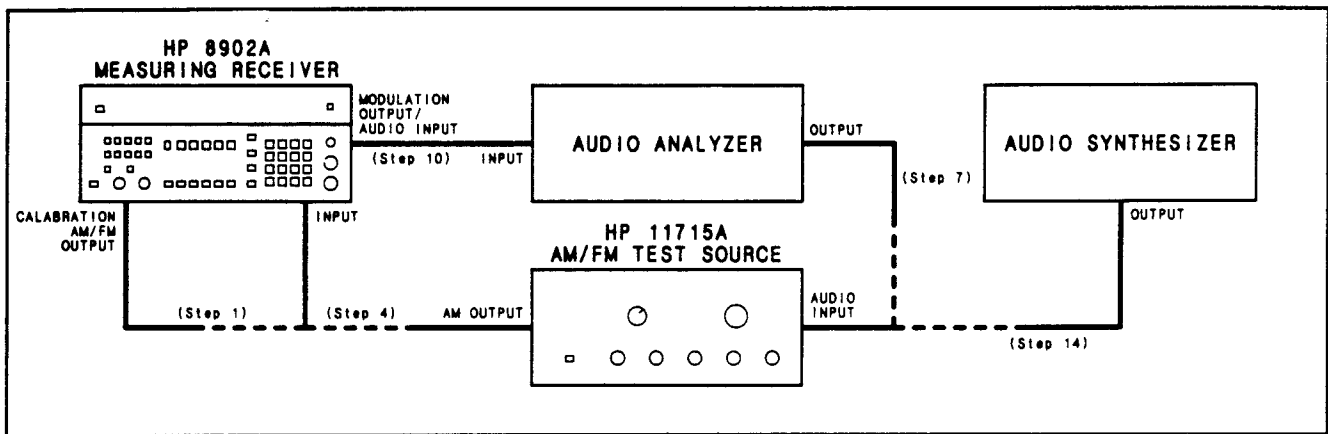 HP 8902A
MEASURING RECEIVER
MODULATION
OUTPUT/
AUDIO INPUT
(Step 10)
INPUT
AUDIO ANALYZER
OUTPUT
(Step 7)
AUDIO SYNTHESIZER
OUTPUT
CALABRATION
AM/FM
OUTPUT
INPUT
(Step 1)
(Step 4)
HP 11715A
AM/FM TEST SOURCE
AM OUTPUT
AUDIO
INPUT
(Step 14)